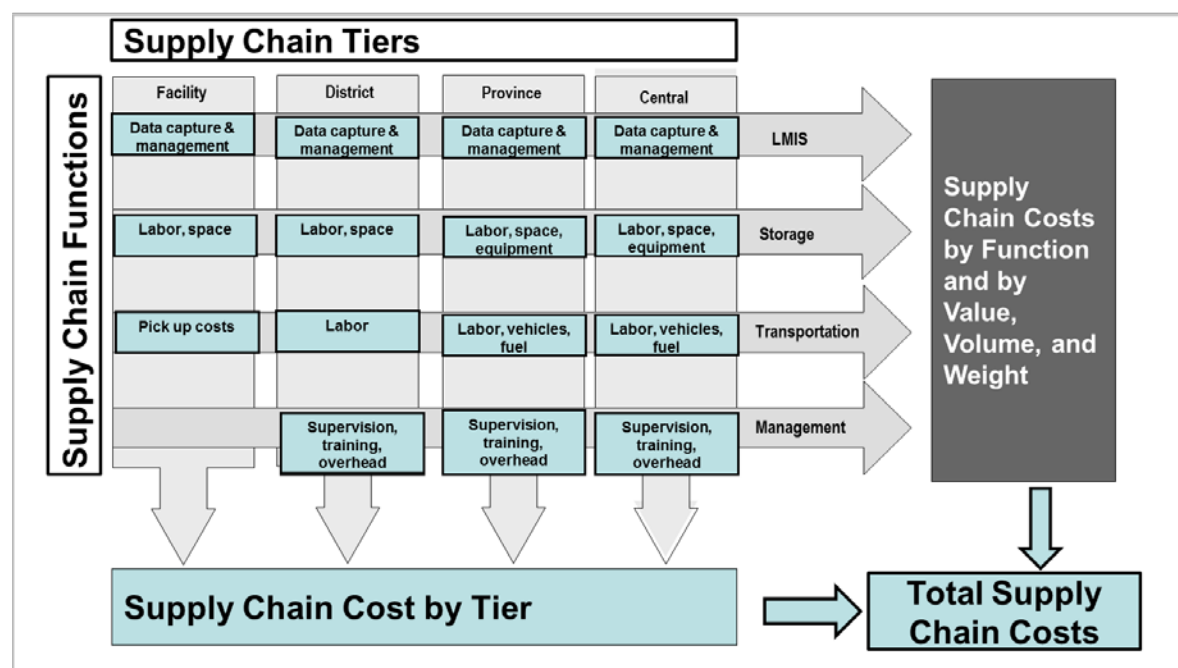 Supply Chain Tiers
Supply Chain Functions
Facility
District
Province
Central
Data capture &
management
Data capture &
management
Data capture &
management
Data capture &
management
LMIS
Labor, space
Labor, space
Labor, space,
equipment
Labor, space,
equipment
Storage
Pick up costs
Labor
Labor, vehicles,
fuel
Labor, vehicles,
fuel
Transportation
Supervision,
training,
overhead
Supervision,
training,
overhead
Supervision,
training,
overhead
Management
Supply
Chain Costs
by Function
and by
Value,
Volume, and
Weight
Supply Chain Cost by Tier
Total Supply
Chain Costs